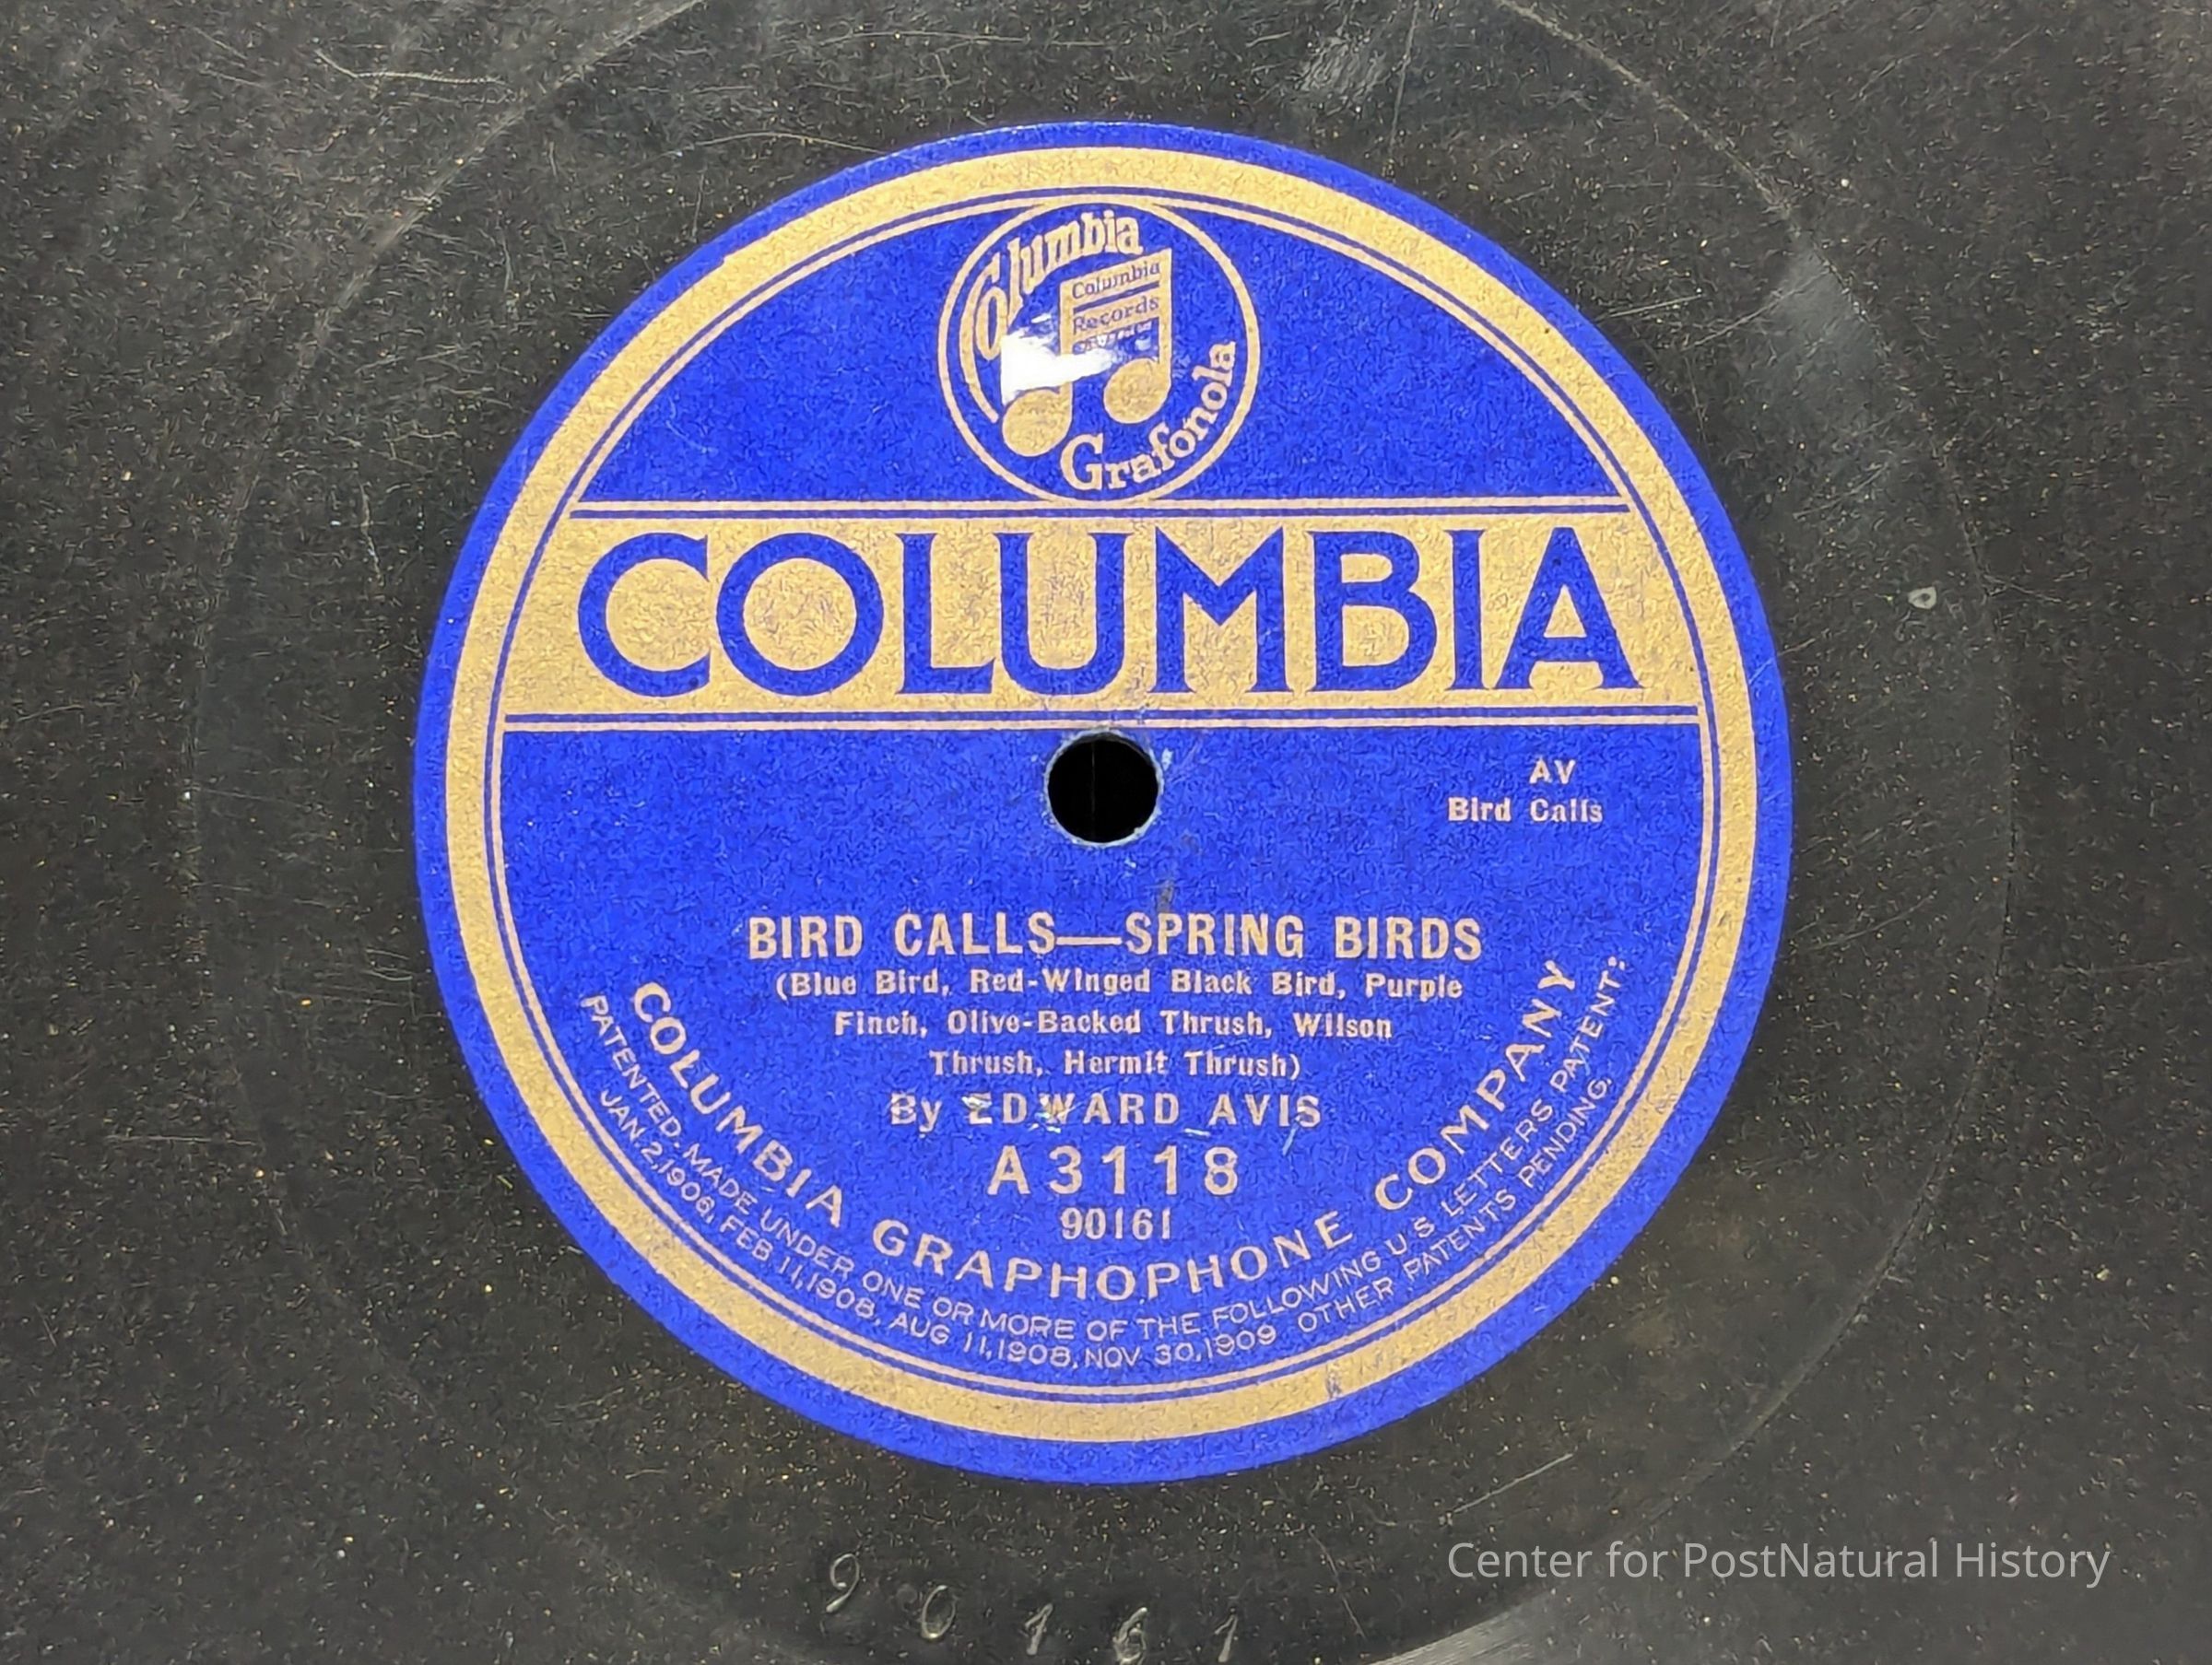 Columbia
Columbia
Records
Grafonola
COLUMBIA
AV
Bird Calls
BIRD CALLS—SPRING BIRDS
(Blue Bird, Red-Winged Black Bird, Purple
Finch, Olive-Backed Thrush, Wilson
Thrush, Hermit Thrush)
By EDWARD AVIS
A3118
90161
COLUMBIA GRAPHOPHONE COMPANY
PATENTED-MADE UNDER ONE OR MORE OF THE FOLLOWING U.S. LETTERS PATENT:
JAN.2,1906, FEB.11,1908, AUG 11,1908, NOV 30,1909 OTHER PATENTS PENDING.
90161
Center for PostNatural History